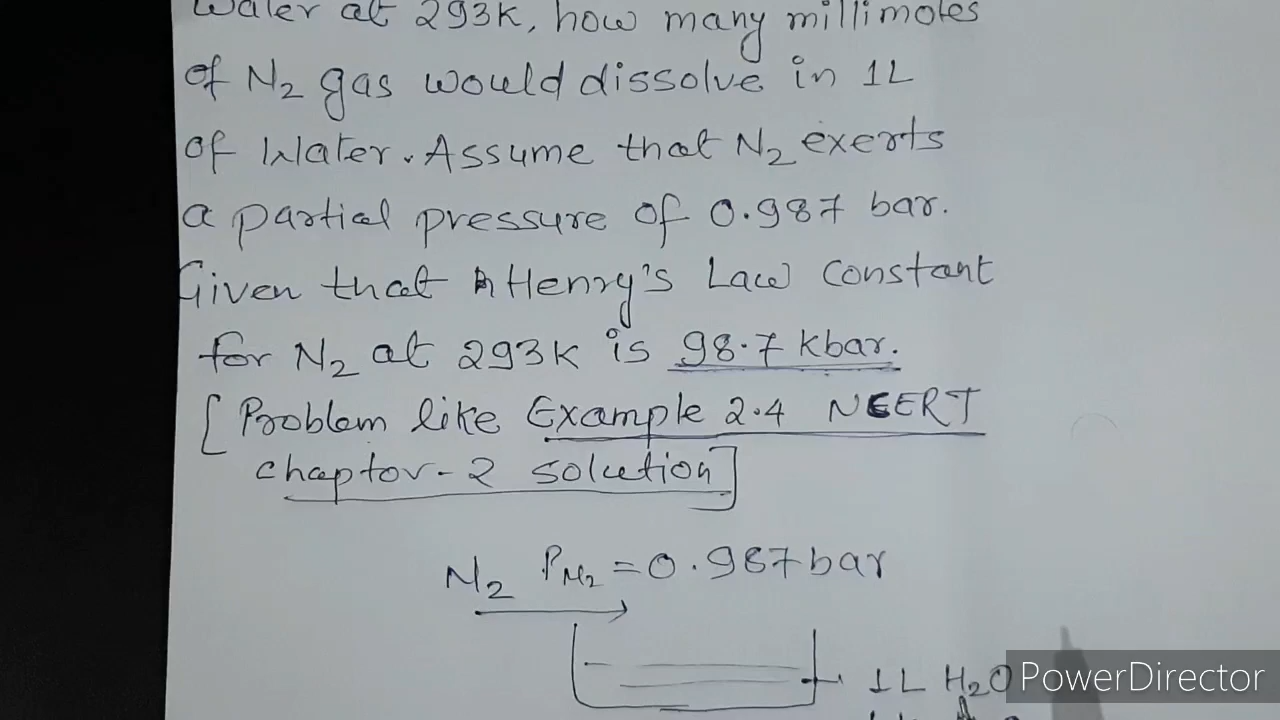 Water at 293K, how many millimoles
of N₂ gas would dissolve in 1L
of Water. Assume that N₂ exerts
a partial pressure of 0.987 bar.
Given that Henry's Law constant
for N₂ at 293K is 98.7 kbar.
[Problem like Example 2.4 NCERT
chaptor-2 solution]
N₂ P_N₂ = 0.987 bar
1L H₂O
PowerDirector